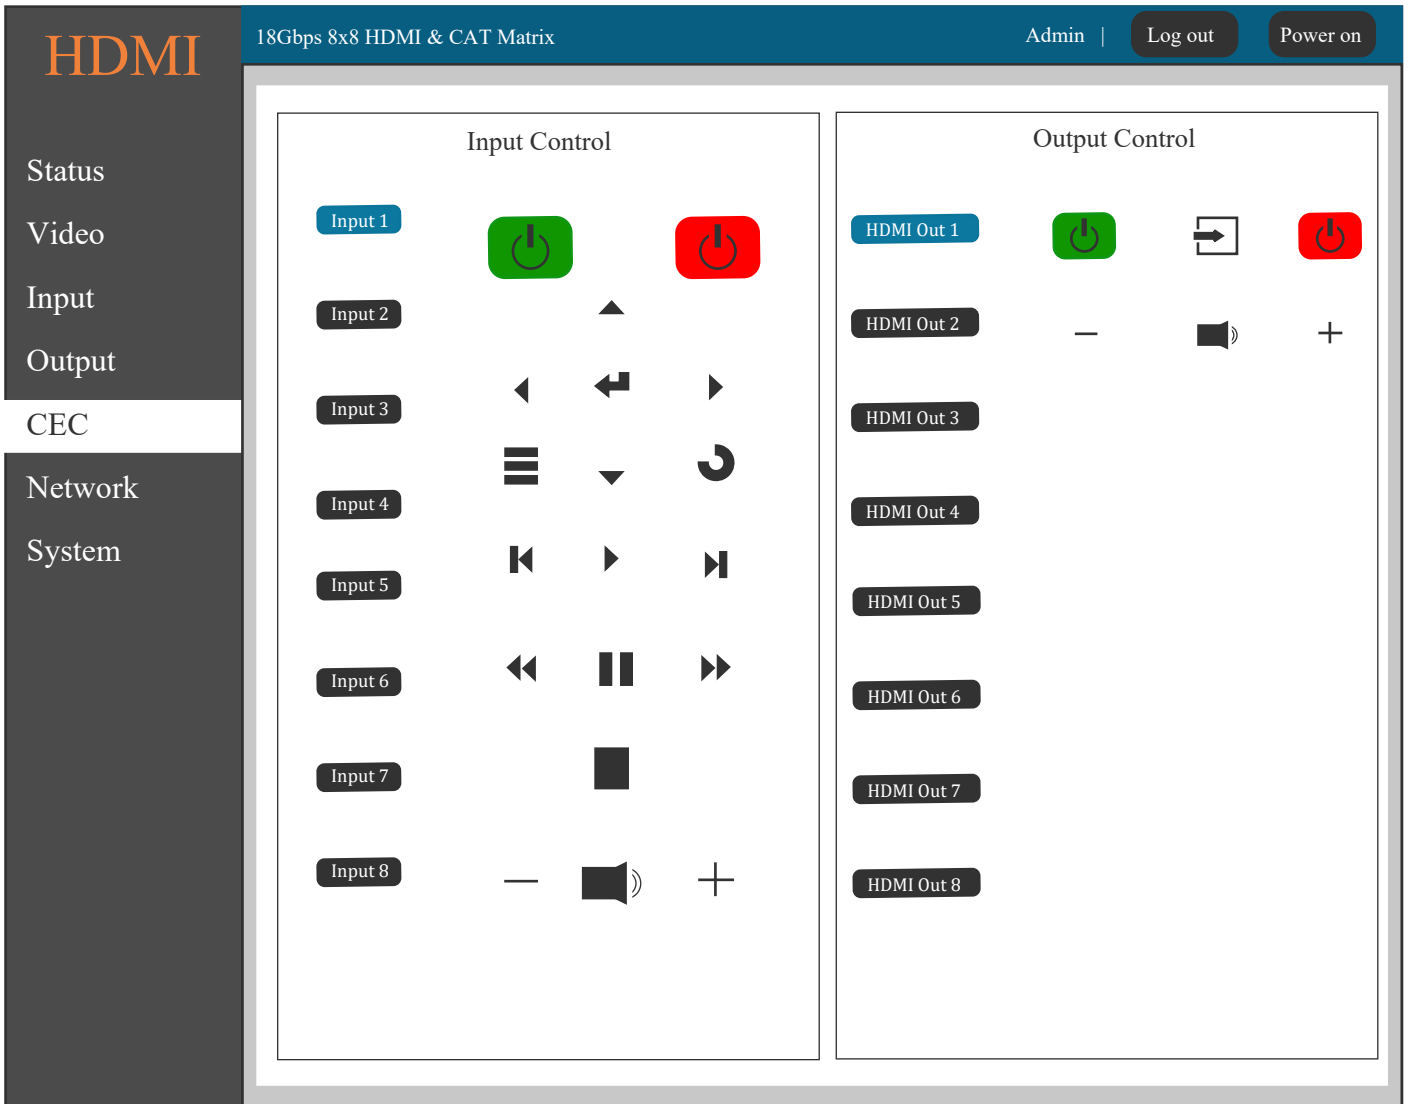 HDMI
18Gbps 8x8 HDMI & CAT Matrix
Admin |
Log out
Power on
Status
Video
Input
Output
CEC
Network
System
Input Control
Input 1
Input 2
Input 3
Input 4
Input 5
Input 6
Input 7
Input 8
Output Control
HDMI Out 1
HDMI Out 2
HDMI Out 3
HDMI Out 4
HDMI Out 5
HDMI Out 6
HDMI Out 7
HDMI Out 8